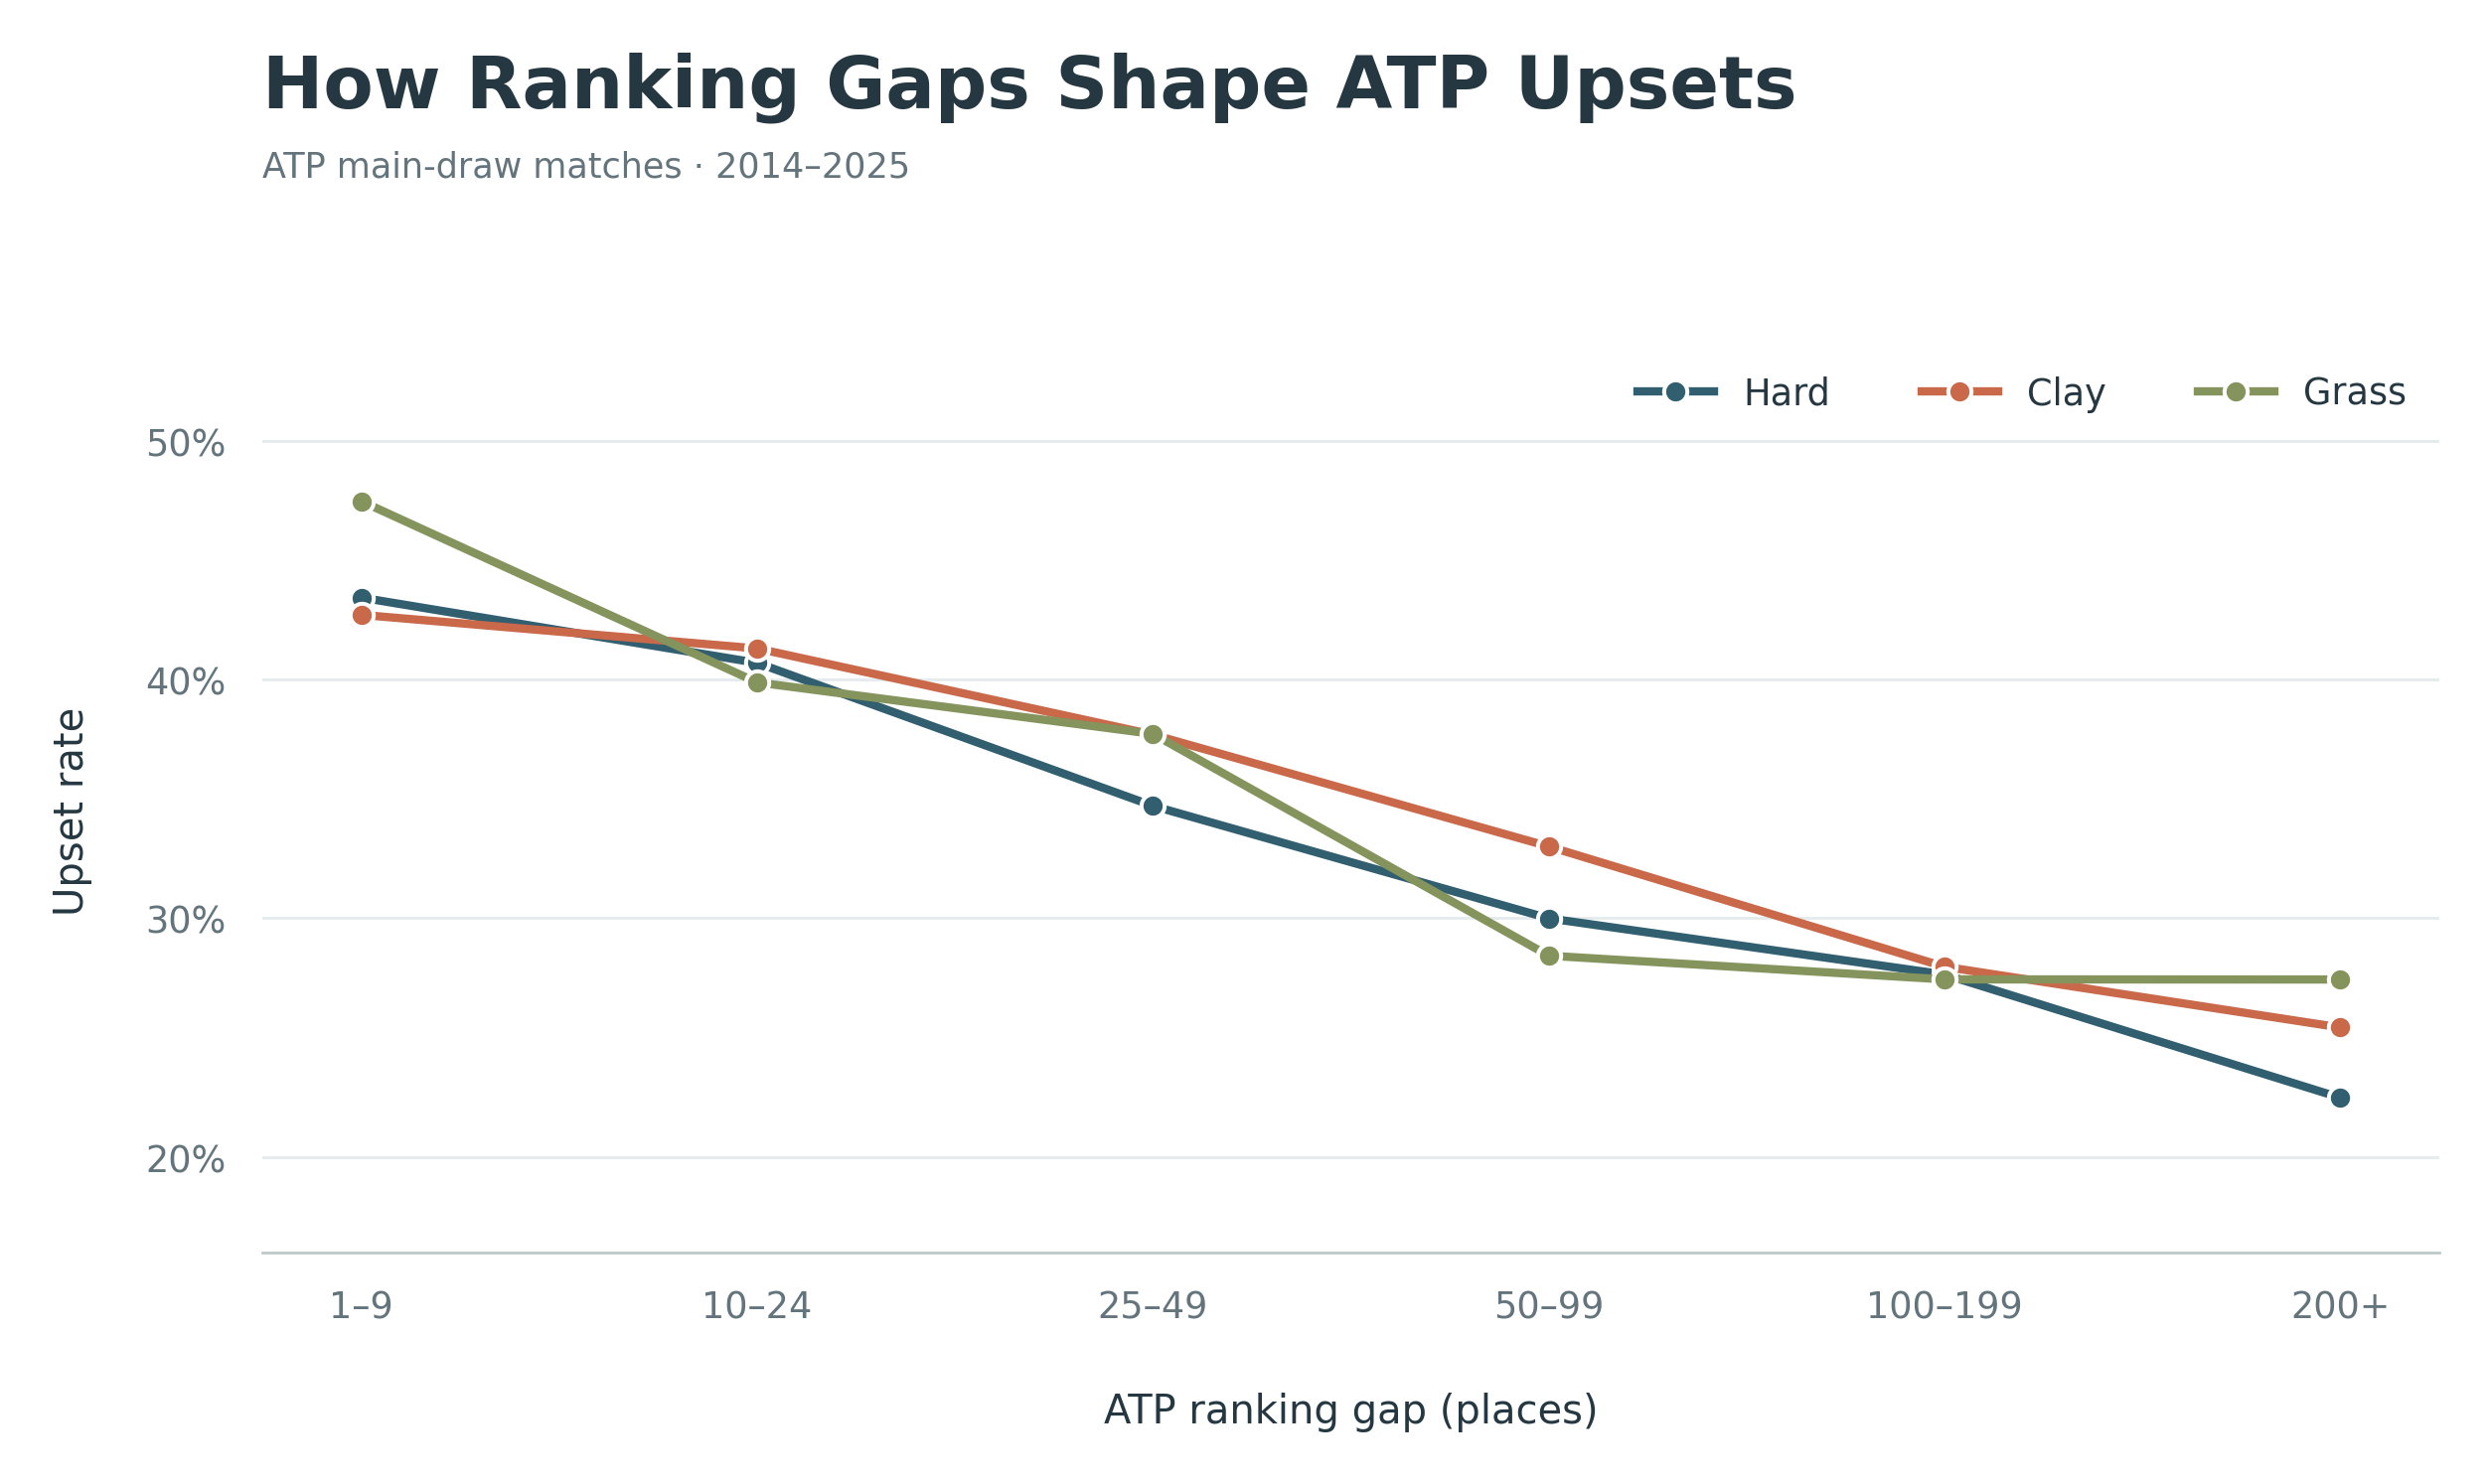 How Ranking Gaps Shape ATP Upsets
ATP main-draw matches · 2014–2025
Hard Clay Grass
50%
40%
30%
20%
Upset rate
1–9 10–24 25–49 50–99 100–199 200+
ATP ranking gap (places)